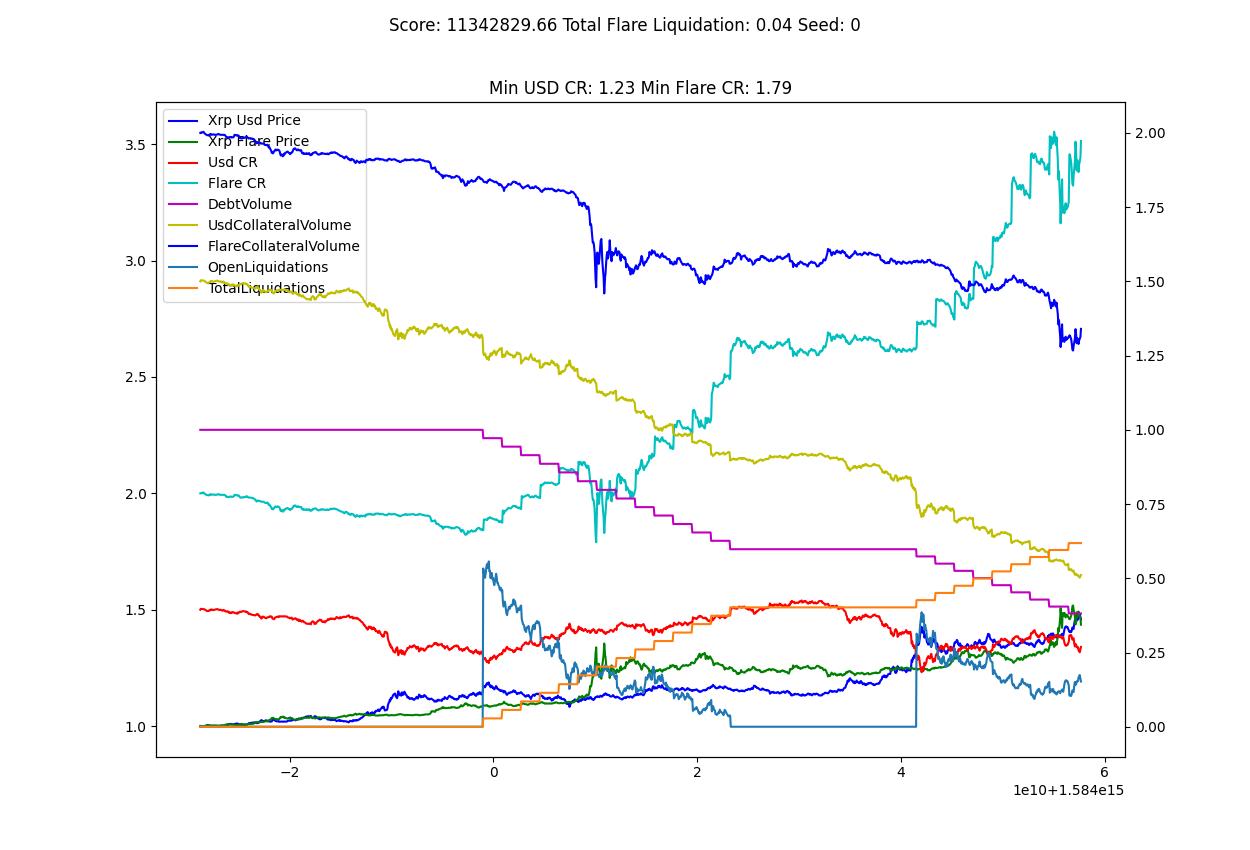 Score: 11342829.66 Total Flare Liquidation: 0.04 Seed: 0
Min USD CR: 1.23 Min Flare CR: 1.79
Xrp Usd Price
Xrp Flare Price
Usd CR
Flare CR
DebtVolume
UsdCollateralVolume
FlareCollateralVolume
OpenLiquidations
TotalLiquidations
3.5
3.0
2.5
2.0
1.5
1.0
2.00
1.75
1.50
1.25
1.00
0.75
0.50
0.25
0.00
−2
0
2
4
6
1e10+1.584e15